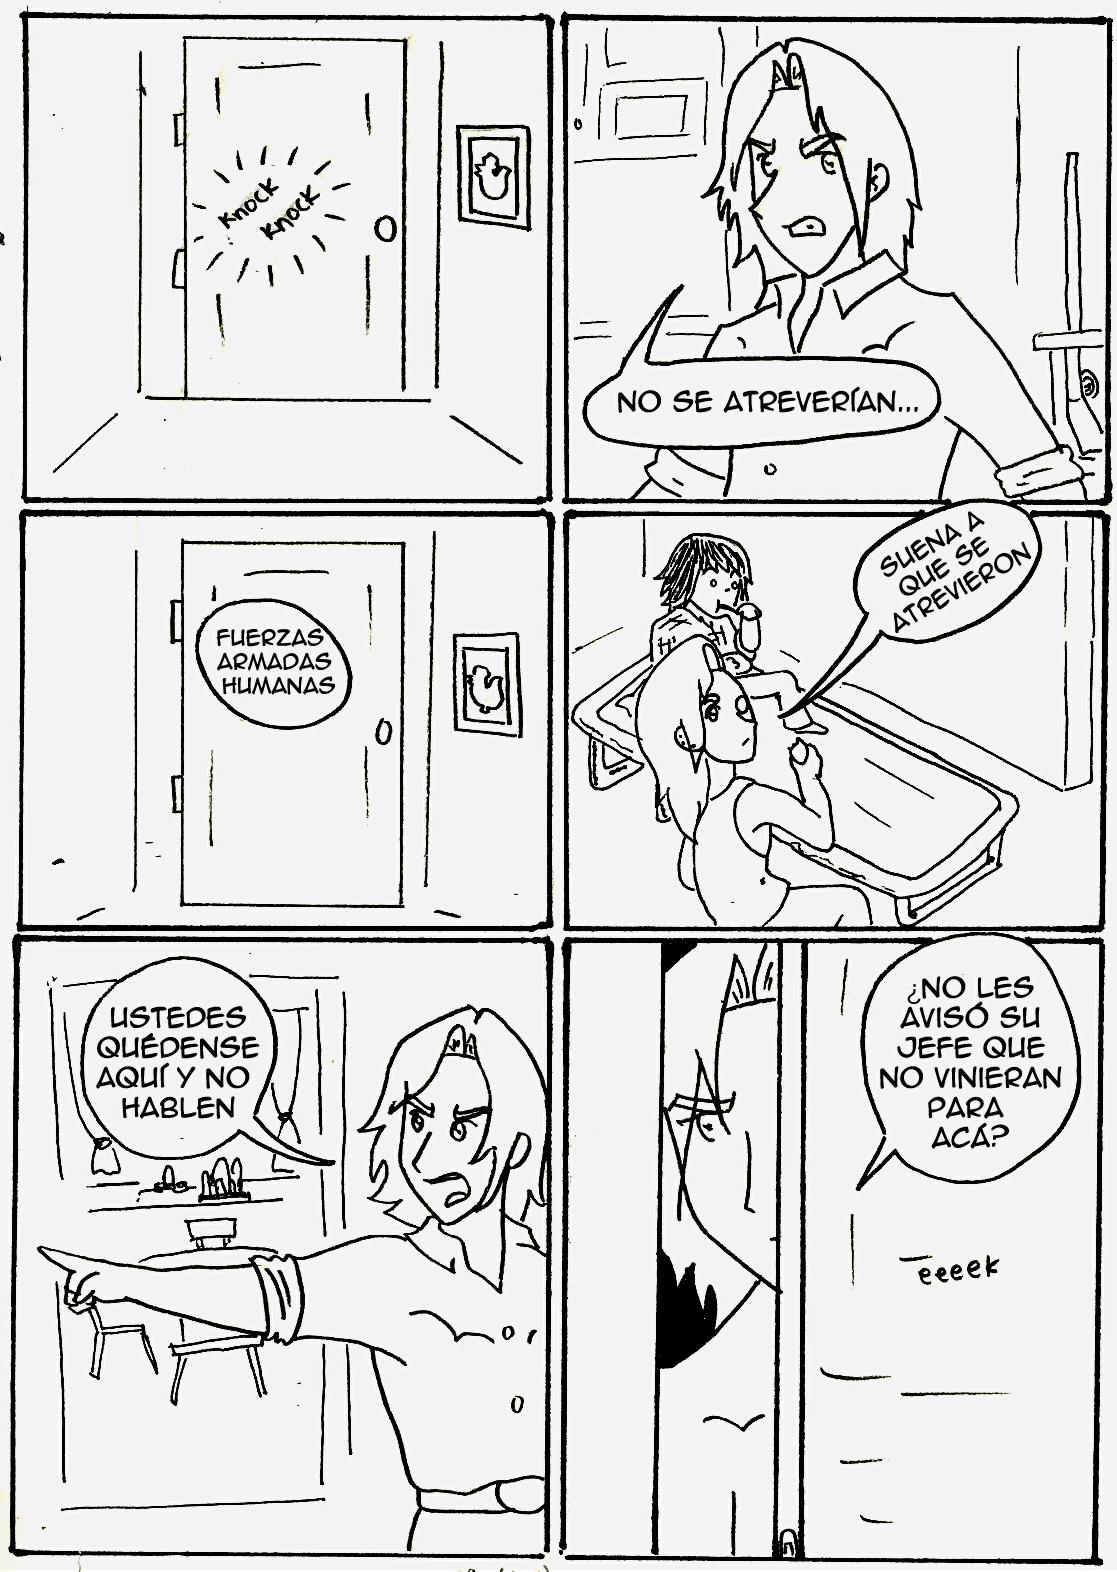 Knock
Knock
NO SE ATREVERÍAN...
FUERZAS
ARMADAS
HUMANAS
SUENA A
QUE SE
ATREVIERON
USTEDES
QUÉDENSE
AQUÍ Y NO
HABLEN
¿NO LES
AVISÓ SU
JEFE QUE
NO VINIERAN
PARA
ACÁ?
eeeek